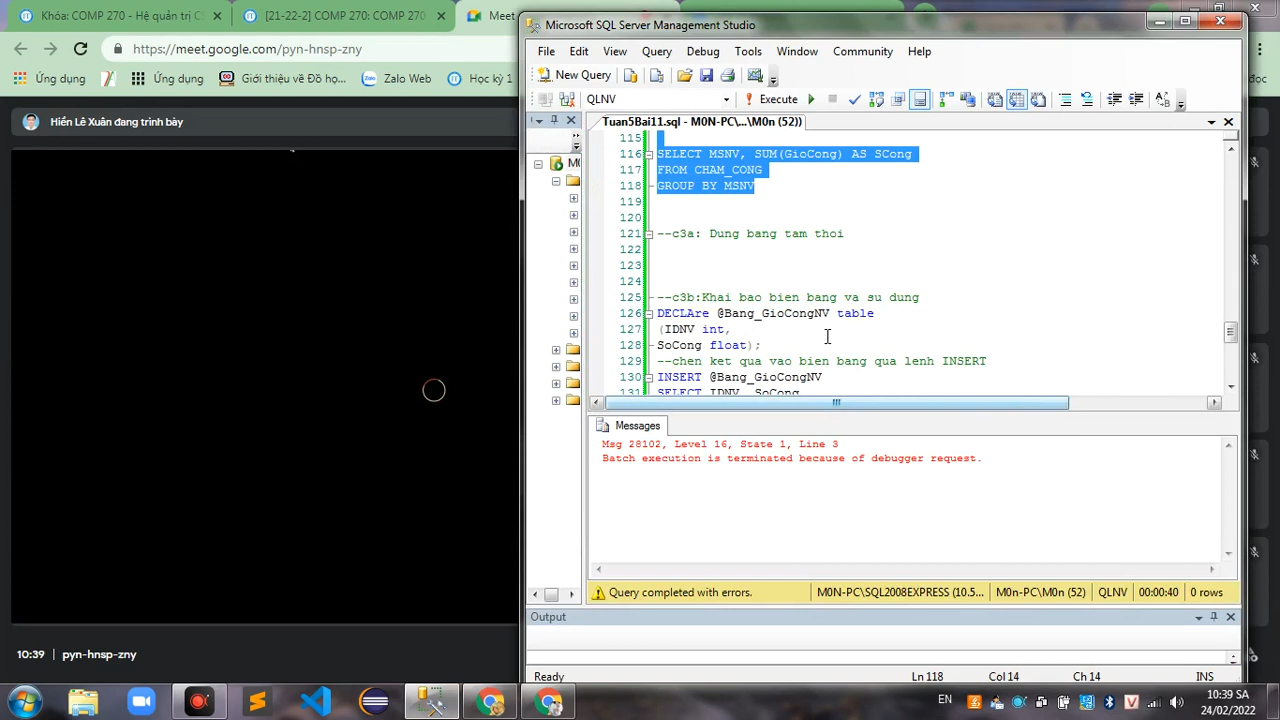 Khóa: COMP 270 - Hệ quản trị CS
[21-22-2] COMP 270: COMP 270
Meet
https://meet.google.com/pyn-hnsp-zny
Ứng dụng
Ứng dụng
Giới thiệu về Đồ họ...
Zalo Web
Học kỳ 1
đọc
Hiển Lê Xuân đang trình bày
10:39
pyn-hnsp-zny
Microsoft SQL Server Management Studio
File Edit View Query Debug Tools Window Community Help
New Query
QLNV
Execute
Tuan5Bai11.sql - M0N-PC\...\M0n (52))
M0
115
116 SELECT MSNV, SUM(GioCong) AS SCong
117 FROM CHAM_CONG
118 GROUP BY MSNV
119
120
121 --c3a: Dung bang tam thoi
122
123
124
125 --c3b:Khai bao bien bang va su dung
126 DECLAre @Bang_GioCongNV table
127 (IDNV int,
128 SoCong float);
129 --chen ket qua vao bien bang qua lenh INSERT
130 INSERT @Bang_GioCongNV
131 SELECT IDNV, SoCong
Messages
Msg 28102, Level 16, State 1, Line 3
Batch execution is terminated because of debugger request.
Query completed with errors.
M0N-PC\SQL2008EXPRESS (10.5...
M0n-PC\M0n (52)
QLNV
00:00:40
0 rows
Output
Ready
Ln 118
Col 14
Ch 14
INS
EN
V
10:39 SA
24/02/2022